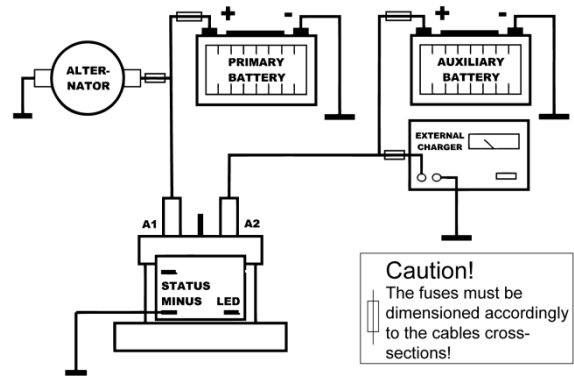 + -
+ -
ALTER-
NATOR
PRIMARY
BATTERY
AUXILIARY
BATTERY
EXTERNAL
CHARGER
A1
A2
STATUS
MINUS LED
Caution!
The fuses must be
dimensioned accordingly
to the cables cross-
sections!